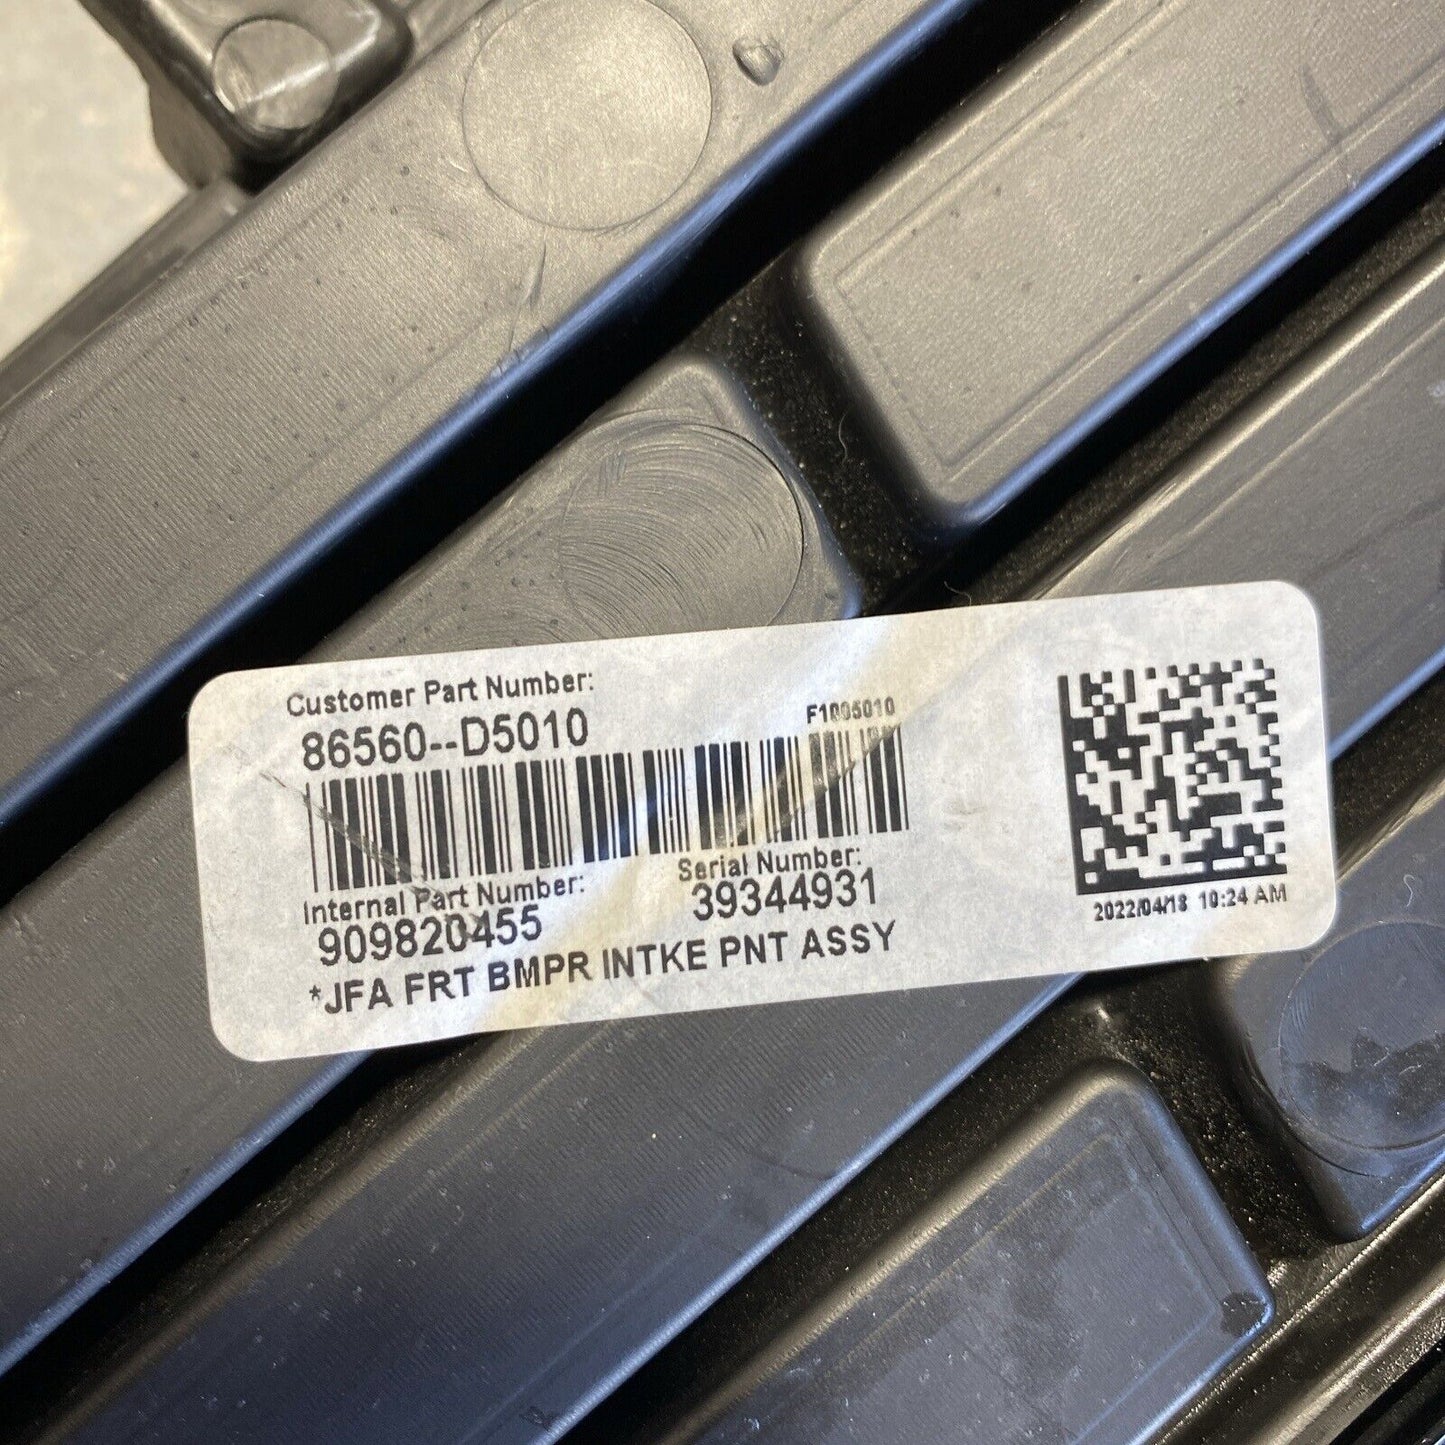 Customer Part Number:
86560--D5010
F1005010
Internal Part Number:
909820455
Serial Number:
39344931
*JFA FRT BMPR INTKE PNT ASSY
2022/04/18 10:24 AM